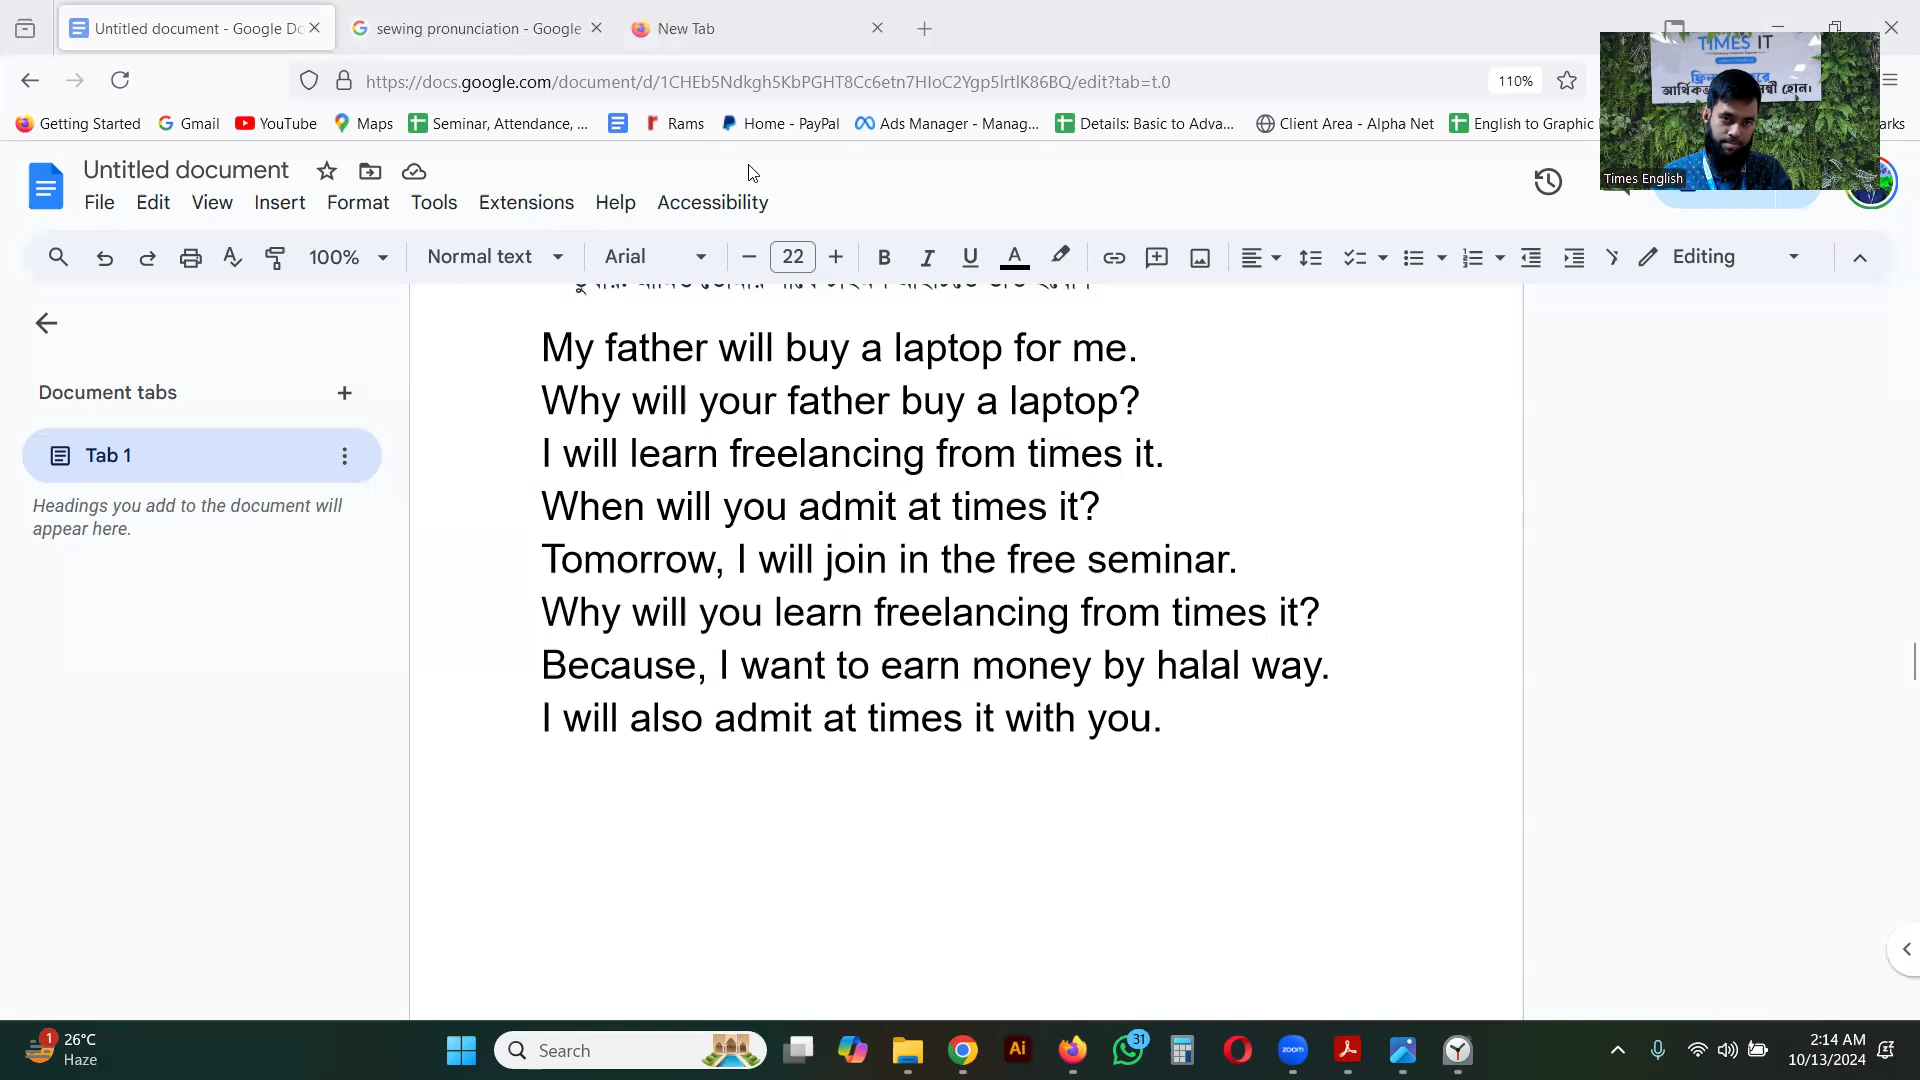 Untitled document - Google Do
sewing pronunciation - Google
New Tab
https://docs.google.com/document/d/1CHEb5Ndkgh5KbPGHT8Cc6etn7HIoC2Ygp5lrtlK86BQ/edit?tab=t.0
110%
Getting Started
Gmail
YouTube
Maps
Seminar, Attendance, ...
Rams
Home - PayPal
Ads Manager - Manag...
Details: Basic to Adva...
Client Area - Alpha Net
English to Graphic
arks
TIMES IT
Times English
Untitled document
File Edit View Insert Format Tools Extensions Help Accessibility
100%
Normal text
Arial
22
B I U A
Editing
Document tabs
Tab 1
Headings you add to the document will
appear here.
My father will buy a laptop for me.
Why will your father buy a laptop?
I will learn freelancing from times it.
When will you admit at times it?
Tomorrow, I will join in the free seminar.
Why will you learn freelancing from times it?
Because, I want to earn money by halal way.
I will also admit at times it with you.
1
26°C
Haze
Search
Ai
31
zoom
2:14 AM
10/13/2024